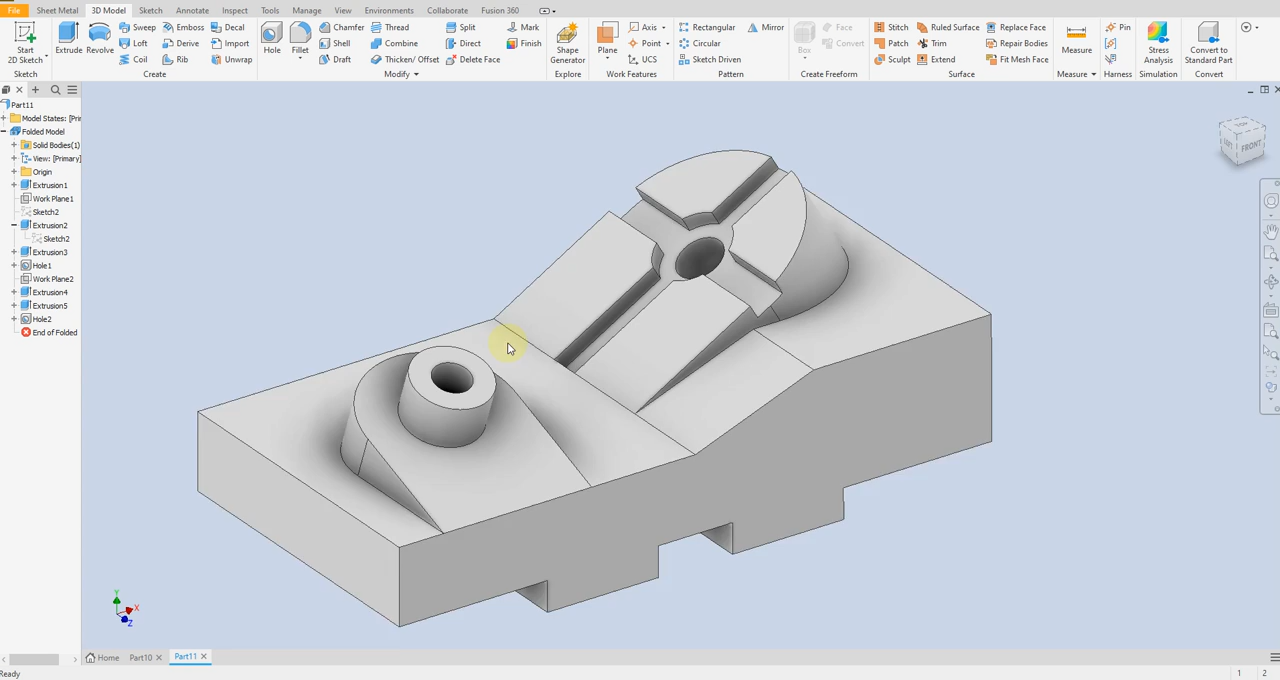 File Sheet Metal 3D Model Sketch Annotate Inspect Tools Manage View Environments Collaborate Fusion 360
Start 2D Sketch Extrude Revolve Sweep Emboss Decal Hole Fillet Chamfer Thread Split Mark Shape Generator Plane Axis Rectangular Mirror Box Face Stitch Ruled Surface Replace Face Measure Pin Stress Analysis Convert to Standard Part
Loft Derive Import Shell Combine Direct Finish Point Circular Convert Patch Trim Repair Bodies
Coil Rib Unwrap Draft Thicken/ Offset Delete Face UCS Sketch Driven Sculpt Extend Fit Mesh Face
Sketch Create Modify Explore Work Features Pattern Create Freeform Surface Measure Harness Simulation Convert
Part11
Model States: [Pri
Folded Model
Solid Bodies(1)
View: [Primary]
Origin
Extrusion1
Work Plane1
Sketch2
Extrusion2
Sketch2
Extrusion3
Hole1
Work Plane2
Extrusion4
Extrusion5
Hole2
End of Folded
LEFT FRONT
Y
X
Z
Home Part10 Part11
Ready 1 2